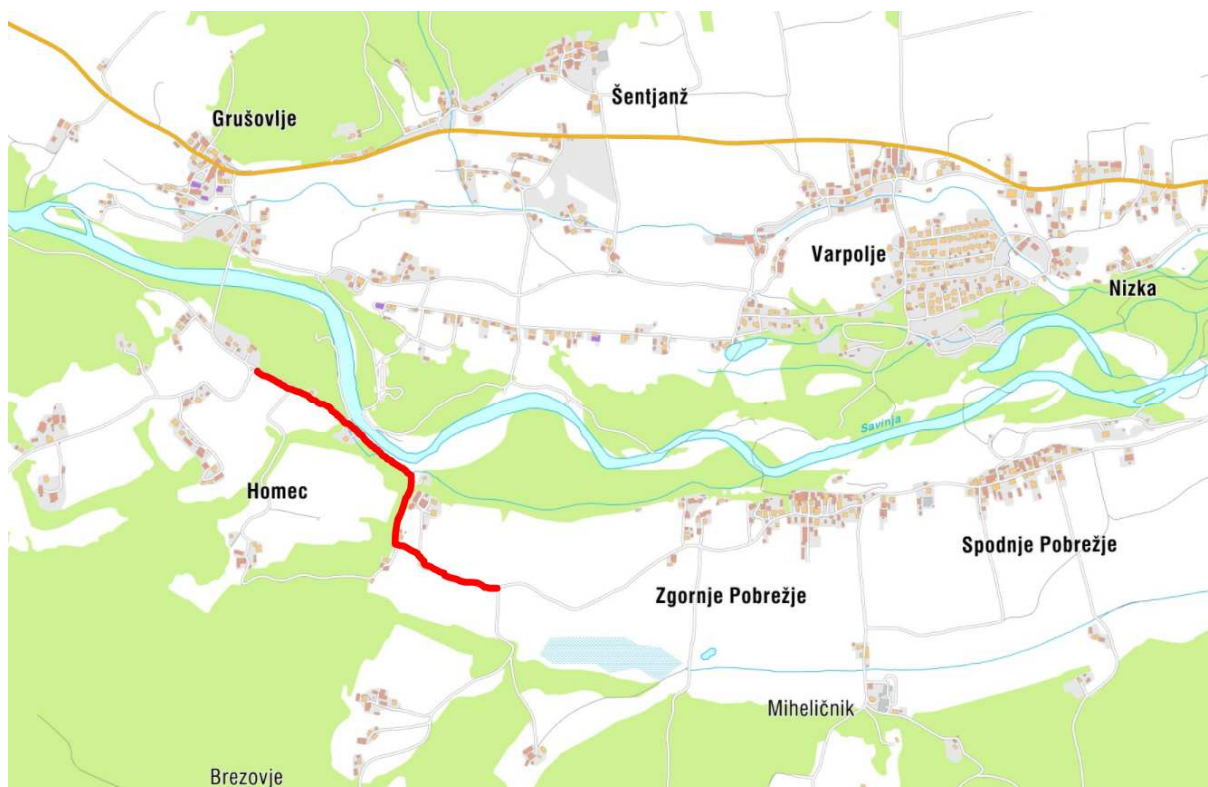 Šentjanž
Grušovlje
Varpolje
Nizka
Savinja
Homec
Spodnje Pobrežje
Zgornje Pobrežje
Miheličnik
Brezovje